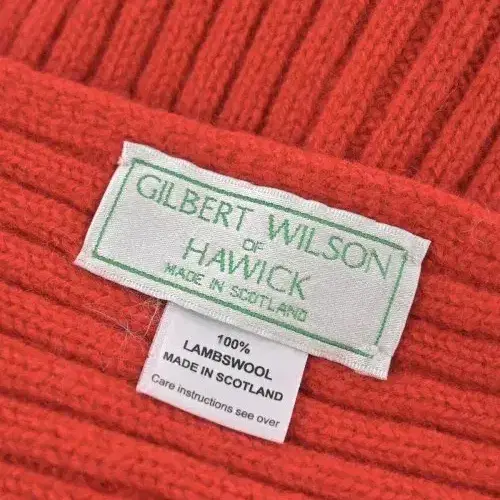 GILBERT WILSON
OF
HAWICK
MADE IN SCOTLAND
100%
LAMBSWOOL
MADE IN SCOTLAND
Care instructions see over